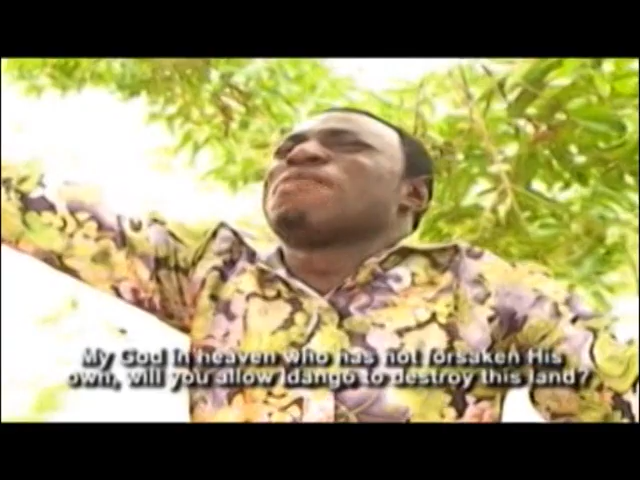 My God in heaven who has not forsaken His
own, will you allow Idango to destroy this land?